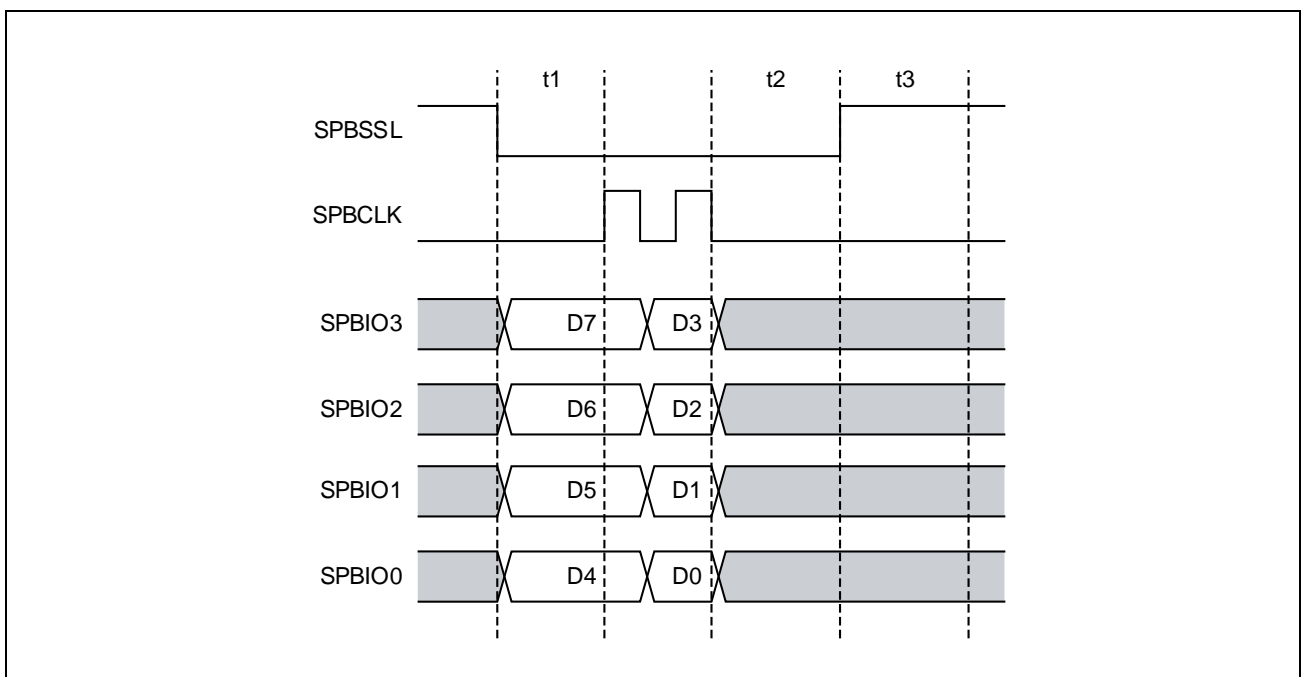 t1 t2 t3
SPBSSL
SPBCLK
SPBIO3 D7 D3
SPBIO2 D6 D2
SPBIO1 D5 D1
SPBIO0 D4 D0